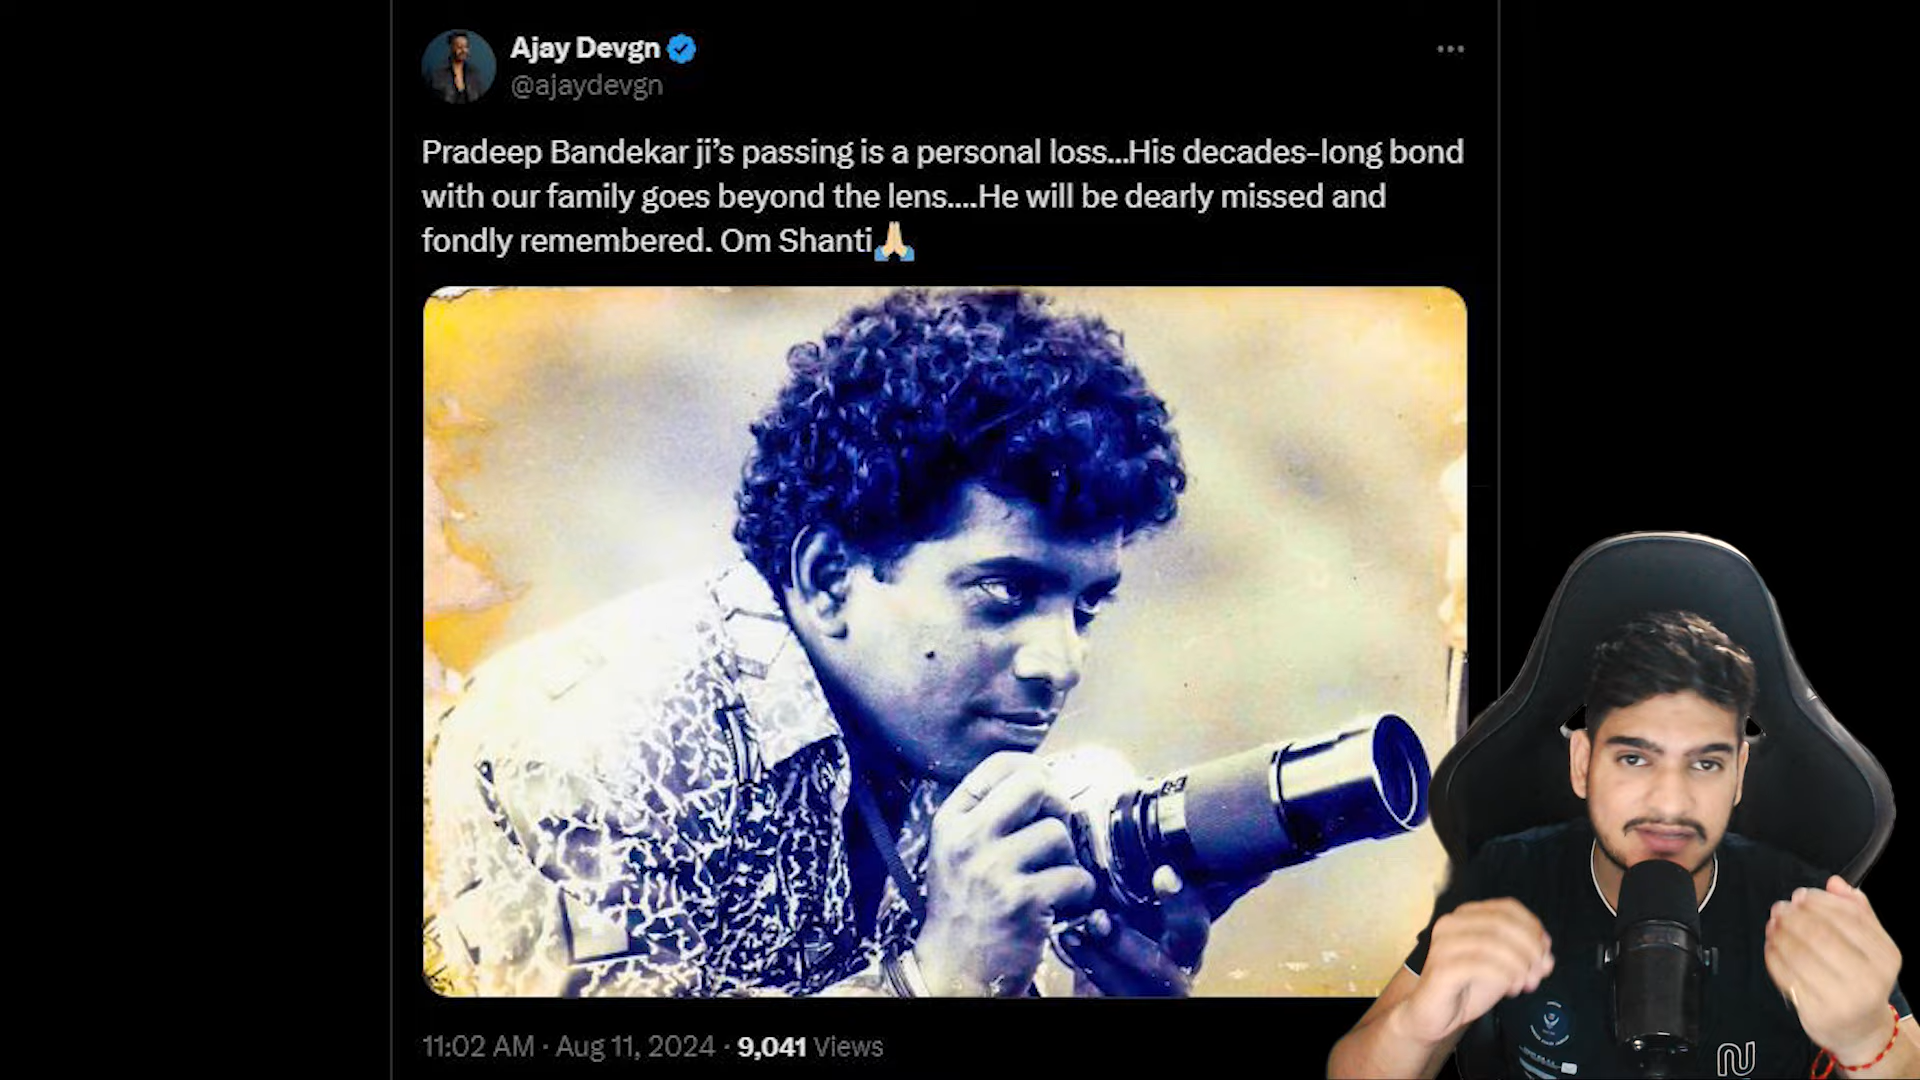 Ajay Devgn
@ajaydevgn
Pradeep Bandekar ji’s passing is a personal loss...His decades-long bond
with our family goes beyond the lens....He will be dearly missed and
fondly remembered. Om Shanti🙏🏼
11:02 AM · Aug 11, 2024 · 9,041 Views